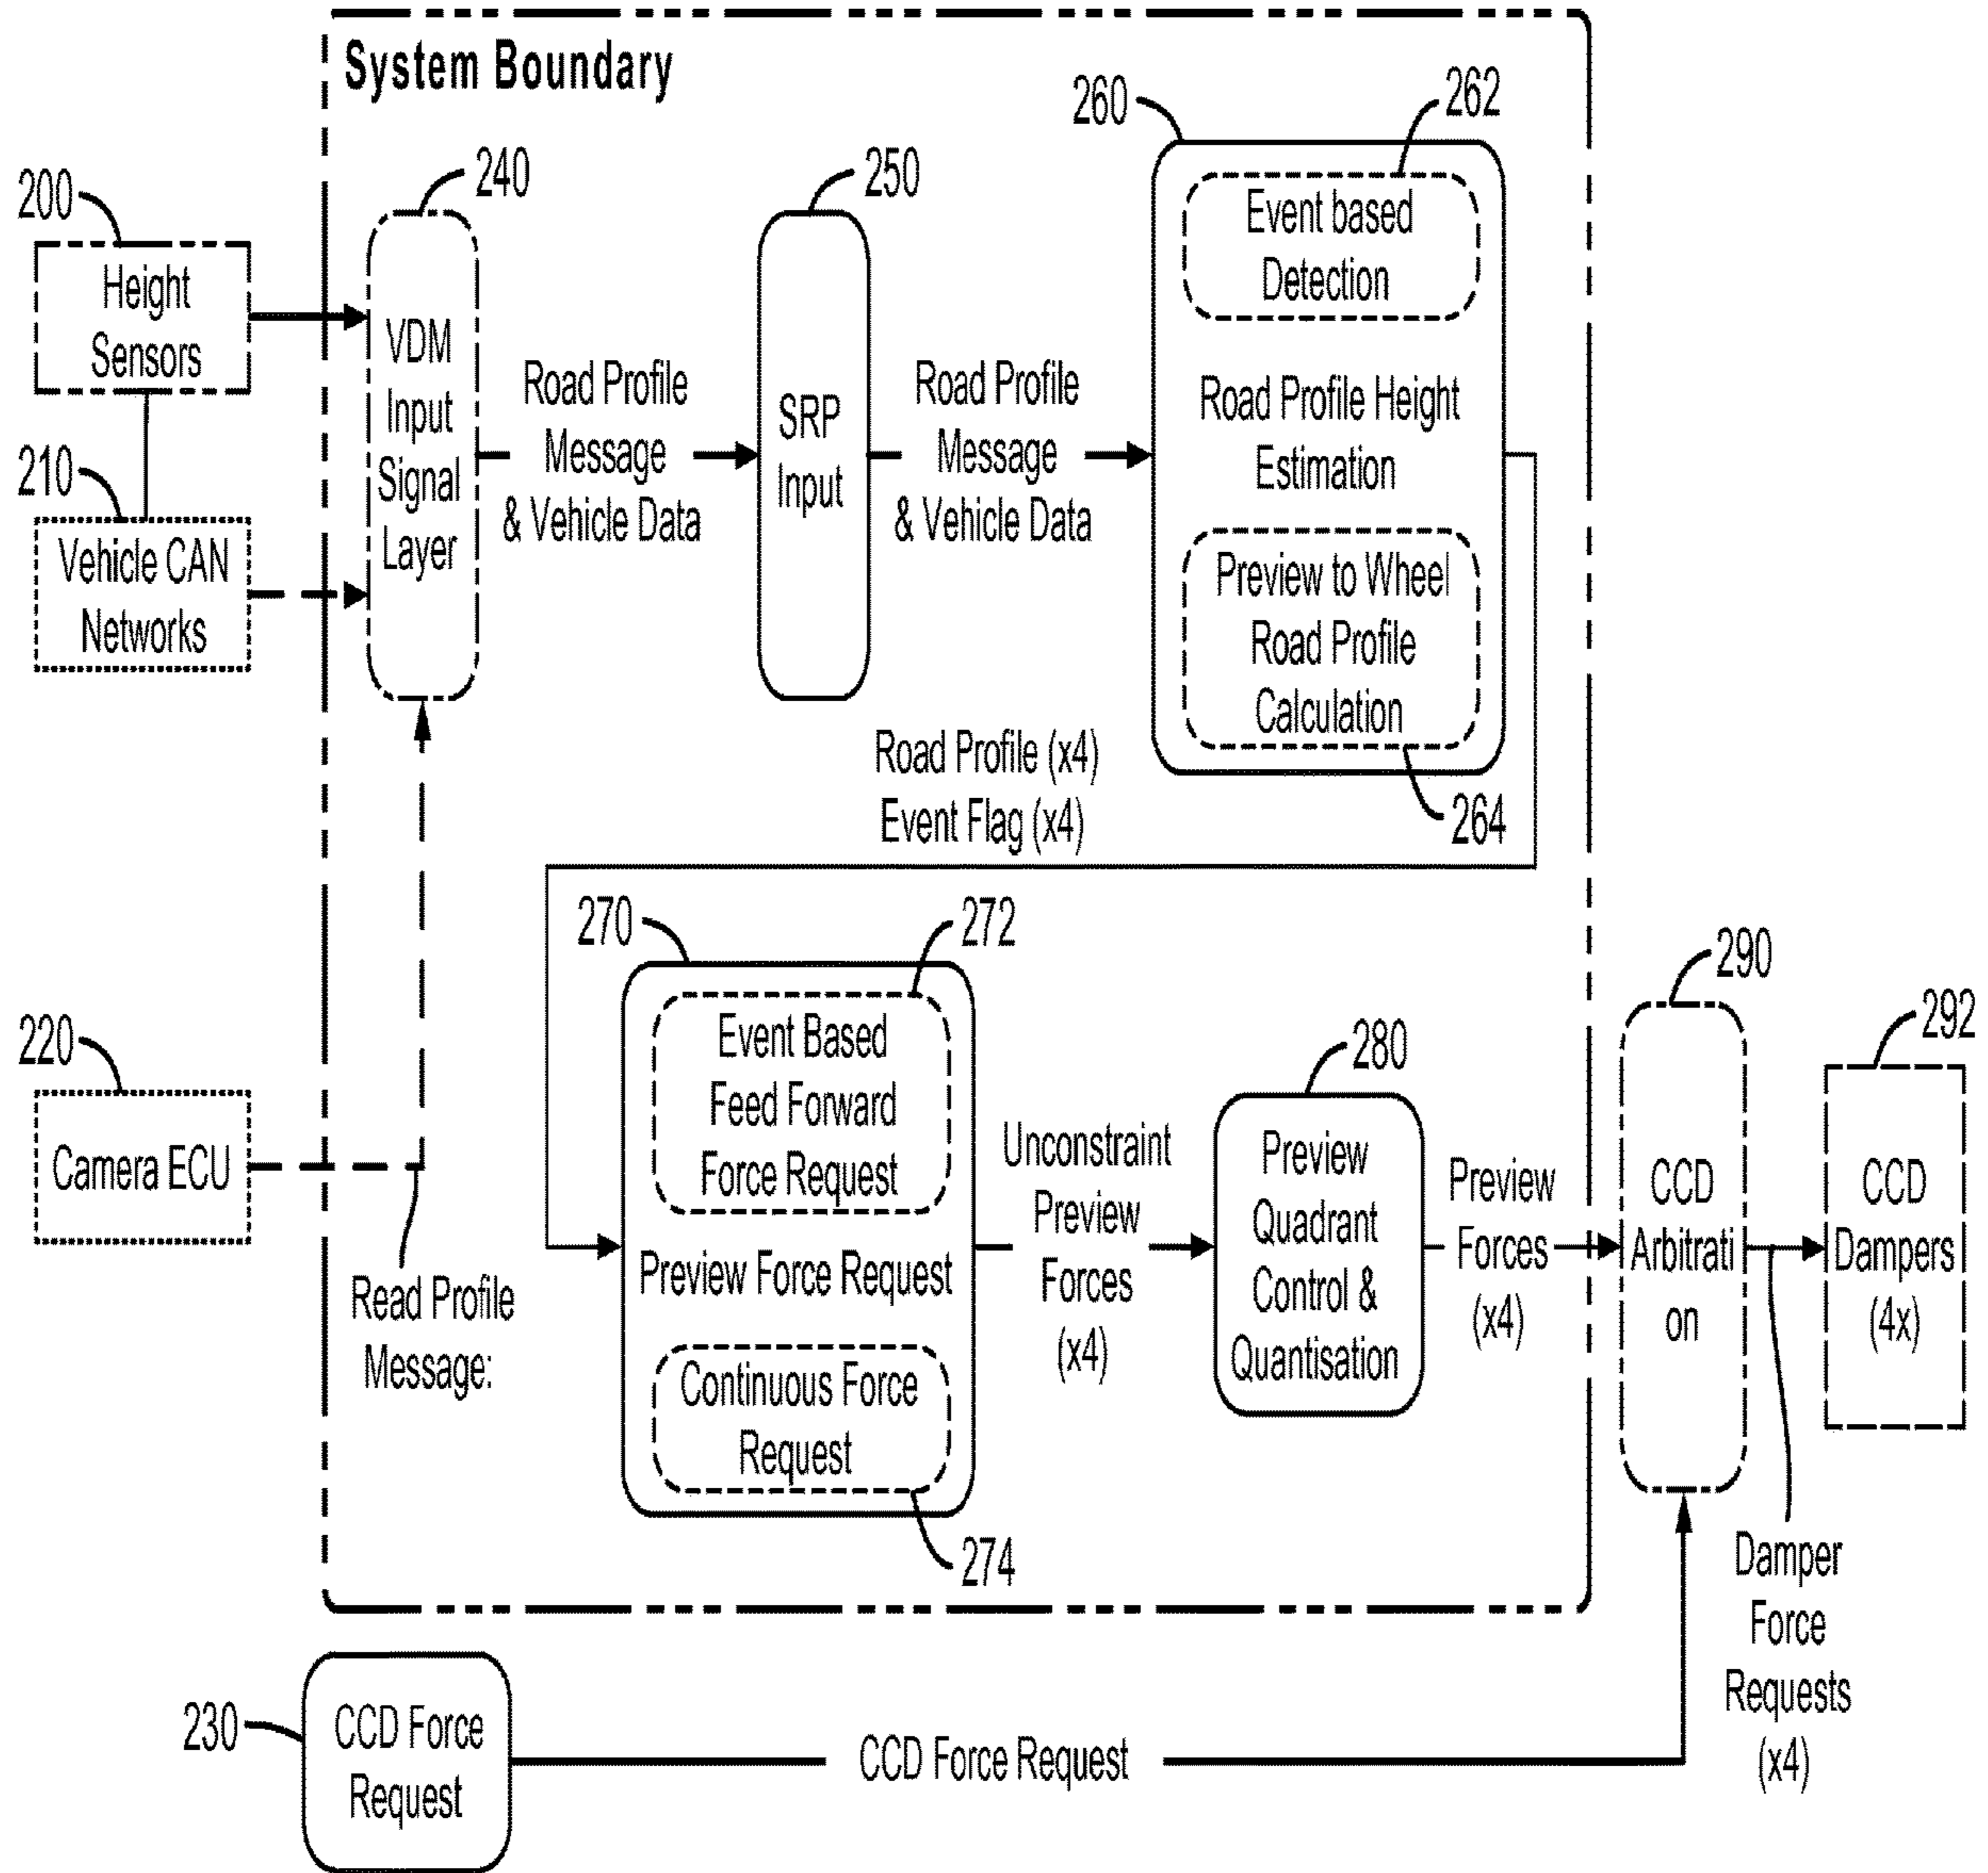 System Boundary
200
Height
Sensors
210
Vehicle CAN
Networks
220
Camera ECU
240
VDM
Input
Signal
Layer
Road Profile
Message
& Vehicle Data
250
SRP
Input
Road Profile
Message
& Vehicle Data
260
262
Event based
Detection
Road Profile Height
Estimation
Preview to Wheel
Road Profile
Calculation
264
Road Profile (x4)
Event Flag (x4)
Read Profile
Message:
270
272
Event Based
Feed Forward
Force Request
Preview Force Request
Continuous Force
Request
274
Unconstraint
Preview
Forces
(x4)
280
Preview
Quadrant
Control &
Quantisation
Preview
Forces
(x4)
290
CCD
Arbitrati
on
292
CCD
Dampers
(4x)
Damper
Force
Requests
(x4)
230
CCD Force
Request
CCD Force Request